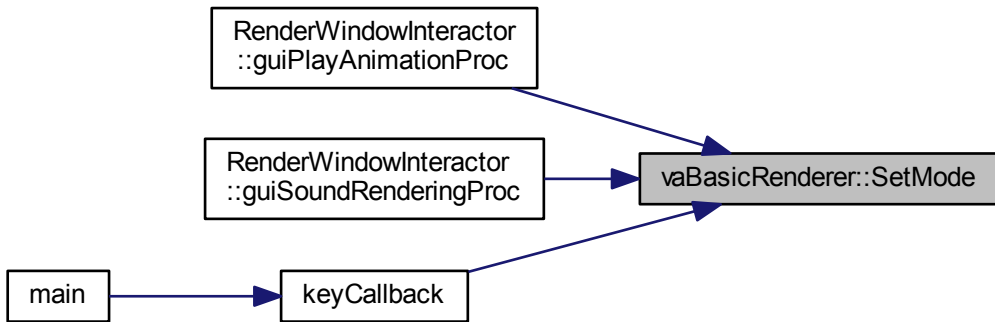 RenderWindowInteractor
::guiPlayAnimationProc
RenderWindowInteractor
::guiSoundRenderingProc
vaBasicRenderer::SetMode
main
keyCallback